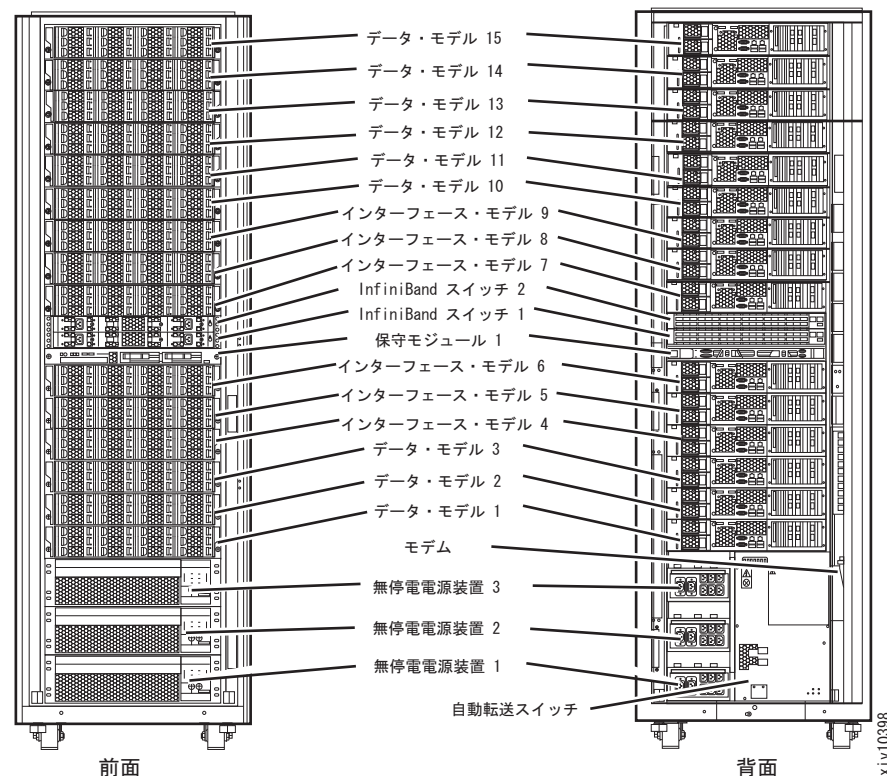 データ・モデル 15
データ・モデル 14
データ・モデル 13
データ・モデル 12
データ・モデル 11
データ・モデル 10
インターフェース・モデル 9
インターフェース・モデル 8
インターフェース・モデル 7
InfiniBand スイッチ 2
InfiniBand スイッチ 1
保守モジュール 1
インターフェース・モデル 6
インターフェース・モデル 5
インターフェース・モデル 4
データ・モデル 3
データ・モデル 2
データ・モデル 1
モデム
無停電電源装置 3
無停電電源装置 2
無停電電源装置 1
自動転送スイッチ
前面
背面
xiv10398